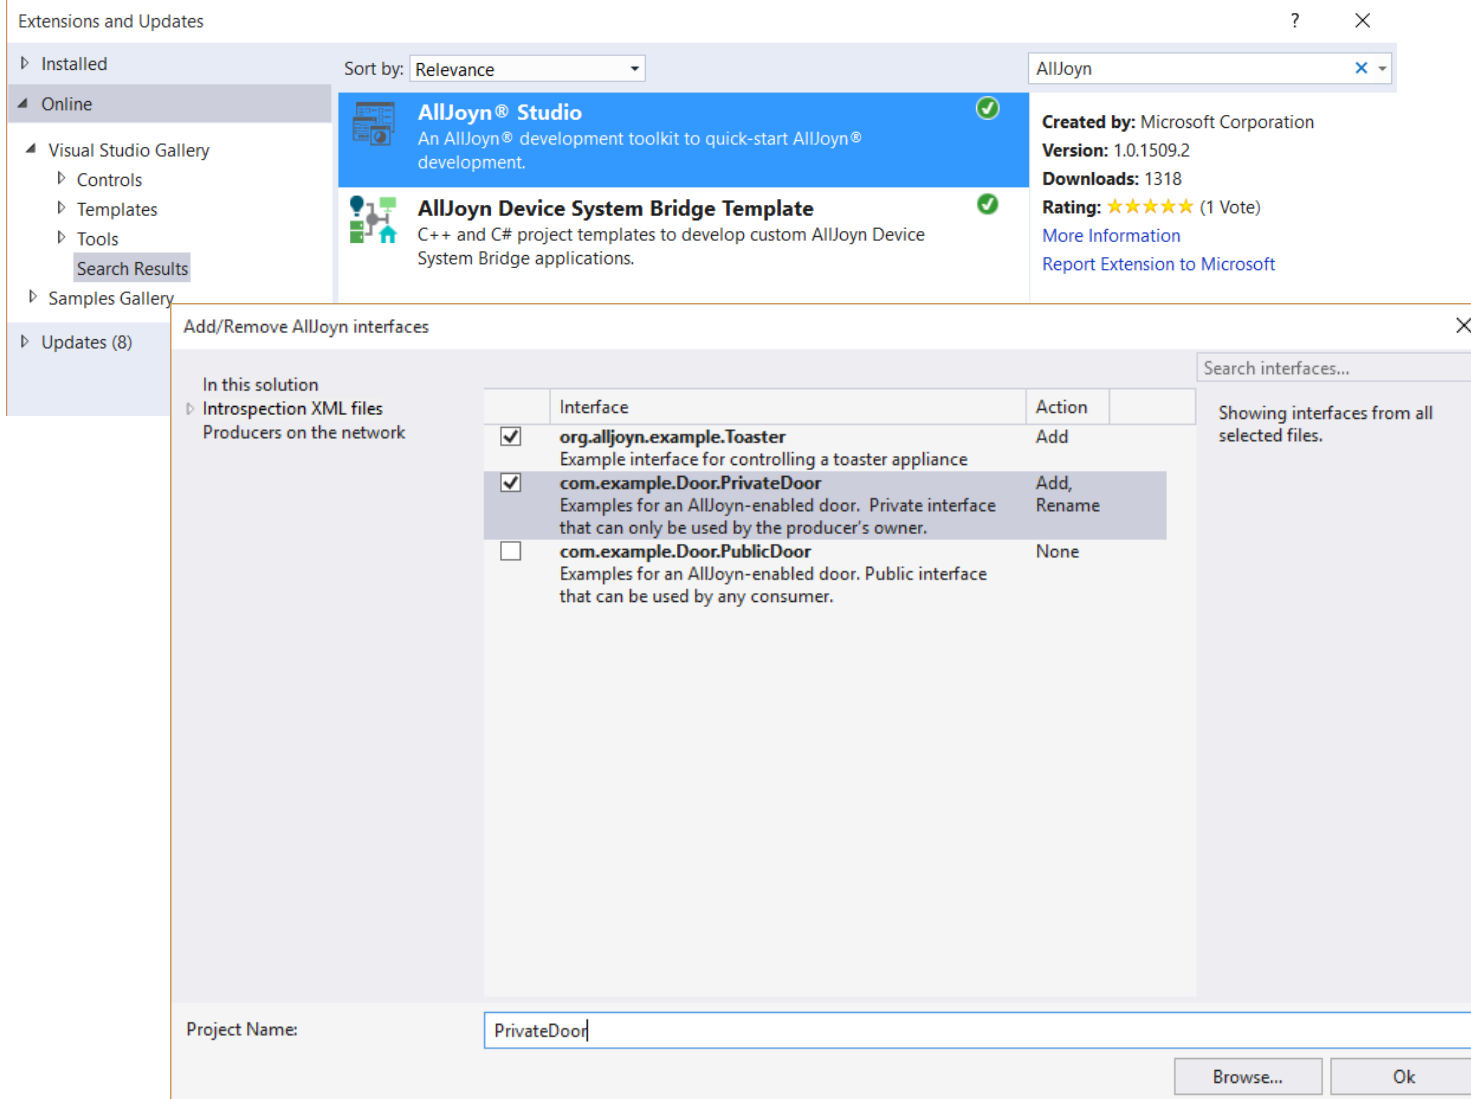 Extensions and Updates
?
Installed
Sort by: Relevance
AllJoyn
Online
AllJoyn® Studio
An AllJoyn® development toolkit to quick-start AllJoyn®
development.
Created by: Microsoft Corporation
Version: 1.0.1509.2
Downloads: 1318
Rating: ★★★★★ (1 Vote)
More Information
Report Extension to Microsoft
Visual Studio Gallery
Controls
Templates
Tools
Search Results
Samples Gallery
Updates (8)
AllJoyn Device System Bridge Template
C++ and C# project templates to develop custom AllJoyn Device
System Bridge applications.
Add/Remove AllJoyn interfaces
In this solution
Introspection XML files
Producers on the network
Search interfaces...
Showing interfaces from all
selected files.
Interface Action
org.alljoyn.example.Toaster Add
Example interface for controlling a toaster appliance
com.example.Door.PrivateDoor Add,
Examples for an AllJoyn-enabled door.  Private interface Rename
that can only be used by the producer's owner.
com.example.Door.PublicDoor None
Examples for an AllJoyn-enabled door. Public interface
that can be used by any consumer.
Project Name: PrivateDoor
Browse... Ok